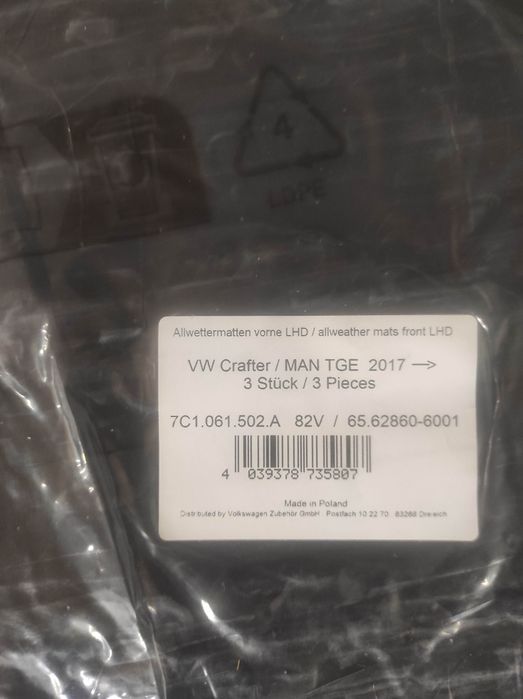 4
LDPE
Allwettermatten vorne LHD / allweather mats front LHD
VW Crafter / MAN TGE 2017 →
3 Stück / 3 Pieces
7C1.061.502.A 82V / 65.62860-6001
4 039378 735807
Made in Poland
Distributed by Volkswagen Zubehör GmbH Postfach 10 22 70 63268 Dreieich